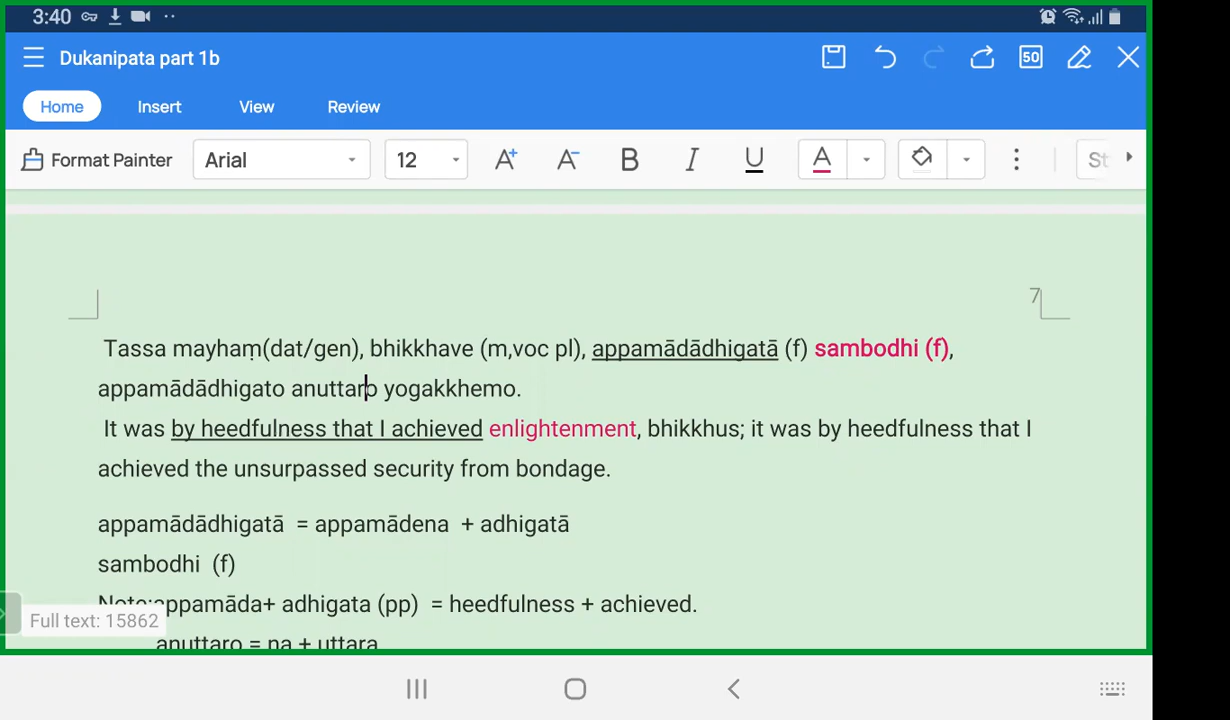 3:40
Dukanipata part 1b
50
Home Insert View Review
Format Painter Arial 12 A+ A- B I U A St
7
Tassa mayhaṃ(dat/gen), bhikkhave (m,voc pl), appamādādhigatā (f) sambodhi (f),
appamādādhigato anuttaro yogakkhemo.
It was by heedfulness that I achieved enlightenment, bhikkhus; it was by heedfulness that I
achieved the unsurpassed security from bondage.
appamādādhigatā = appamādena + adhigatā
sambodhi (f)
Note:appamāda+ adhigata (pp) = heedfulness + achieved.
Full text: 15862
anuttaro = na + uttara